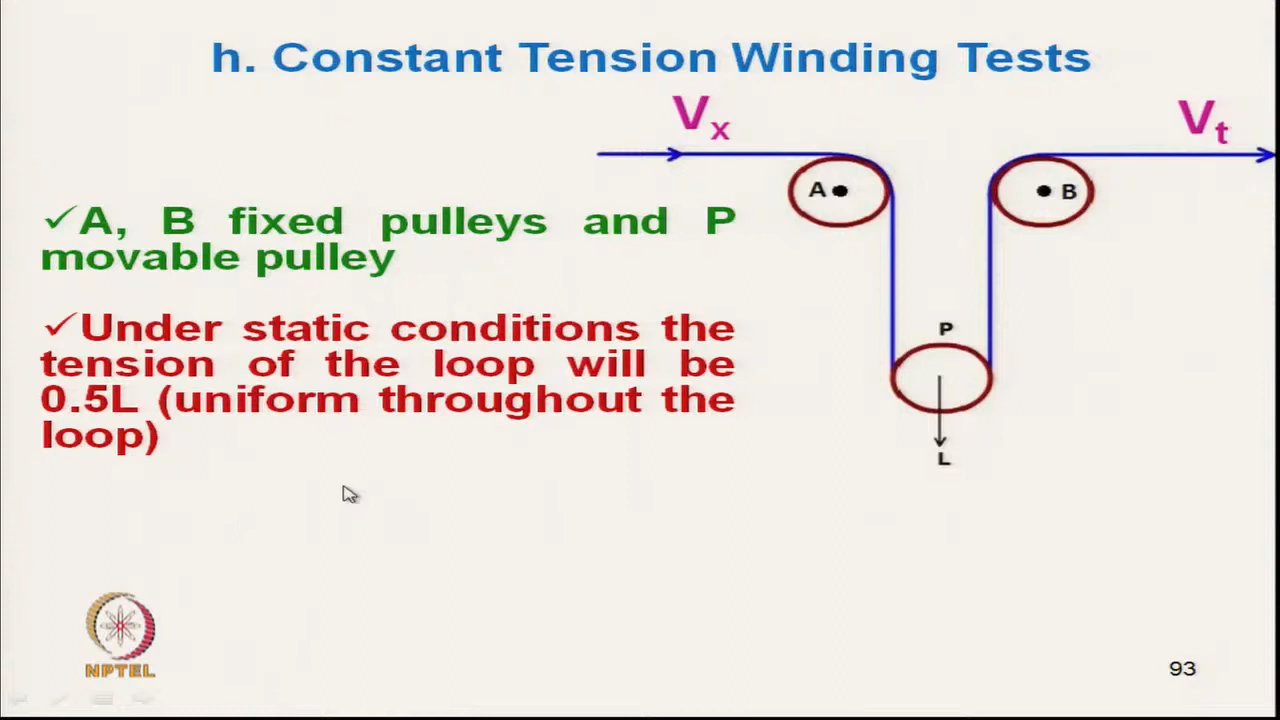 h. Constant Tension Winding Tests
Vx
Vt
A
B
✓A, B fixed pulleys and P
movable pulley
✓Under static conditions the
tension of the loop will be
0.5L (uniform throughout the
loop)
P
L
NPTEL
93